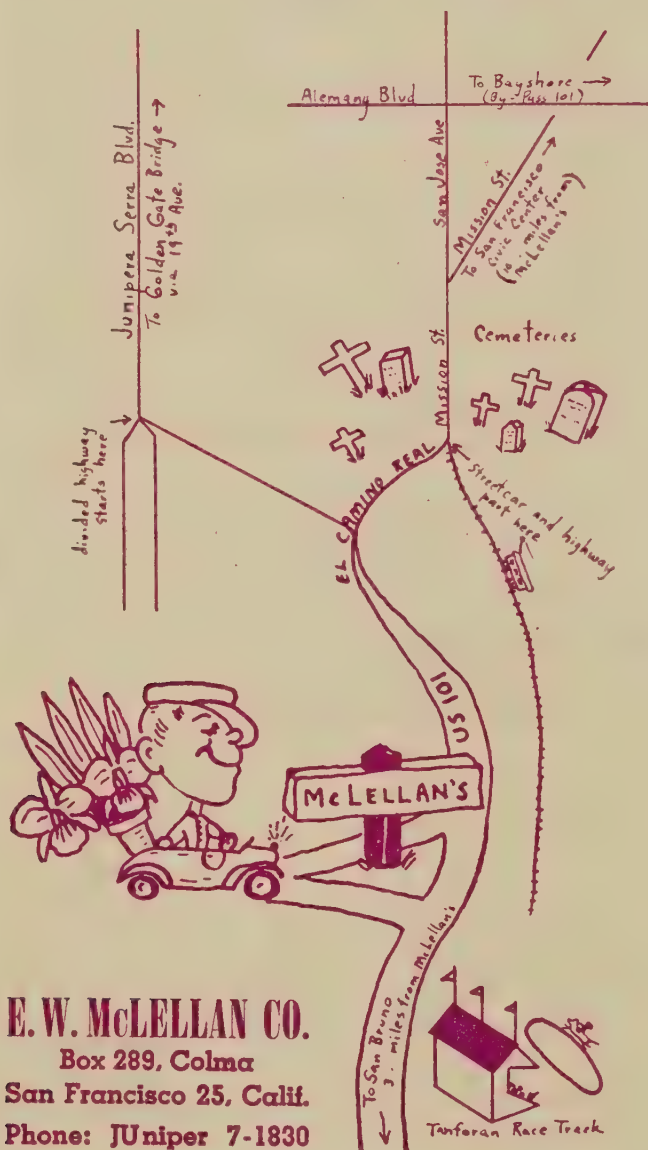 Alemany Blvd
To Bayshore →
(By-Pass 101)
Junipera Serra Blvd.
To Golden Gate Bridge →
via 19th Ave.
San Jose Ave
Mission St.
To San Francisco
Civic Center
(10 miles from
McLellan's)
Cemeteries
Mission St.
divided highway
starts here
EL CAMINO REAL
Streetcar and highway
part here
US 101
McLELLAN'S
To San Bruno
3. miles from McLellan's
Tanforan Race Track
E. W. McLELLAN CO.
Box 289, Colma
San Francisco 25, Calif.
Phone: JUniper 7-1830